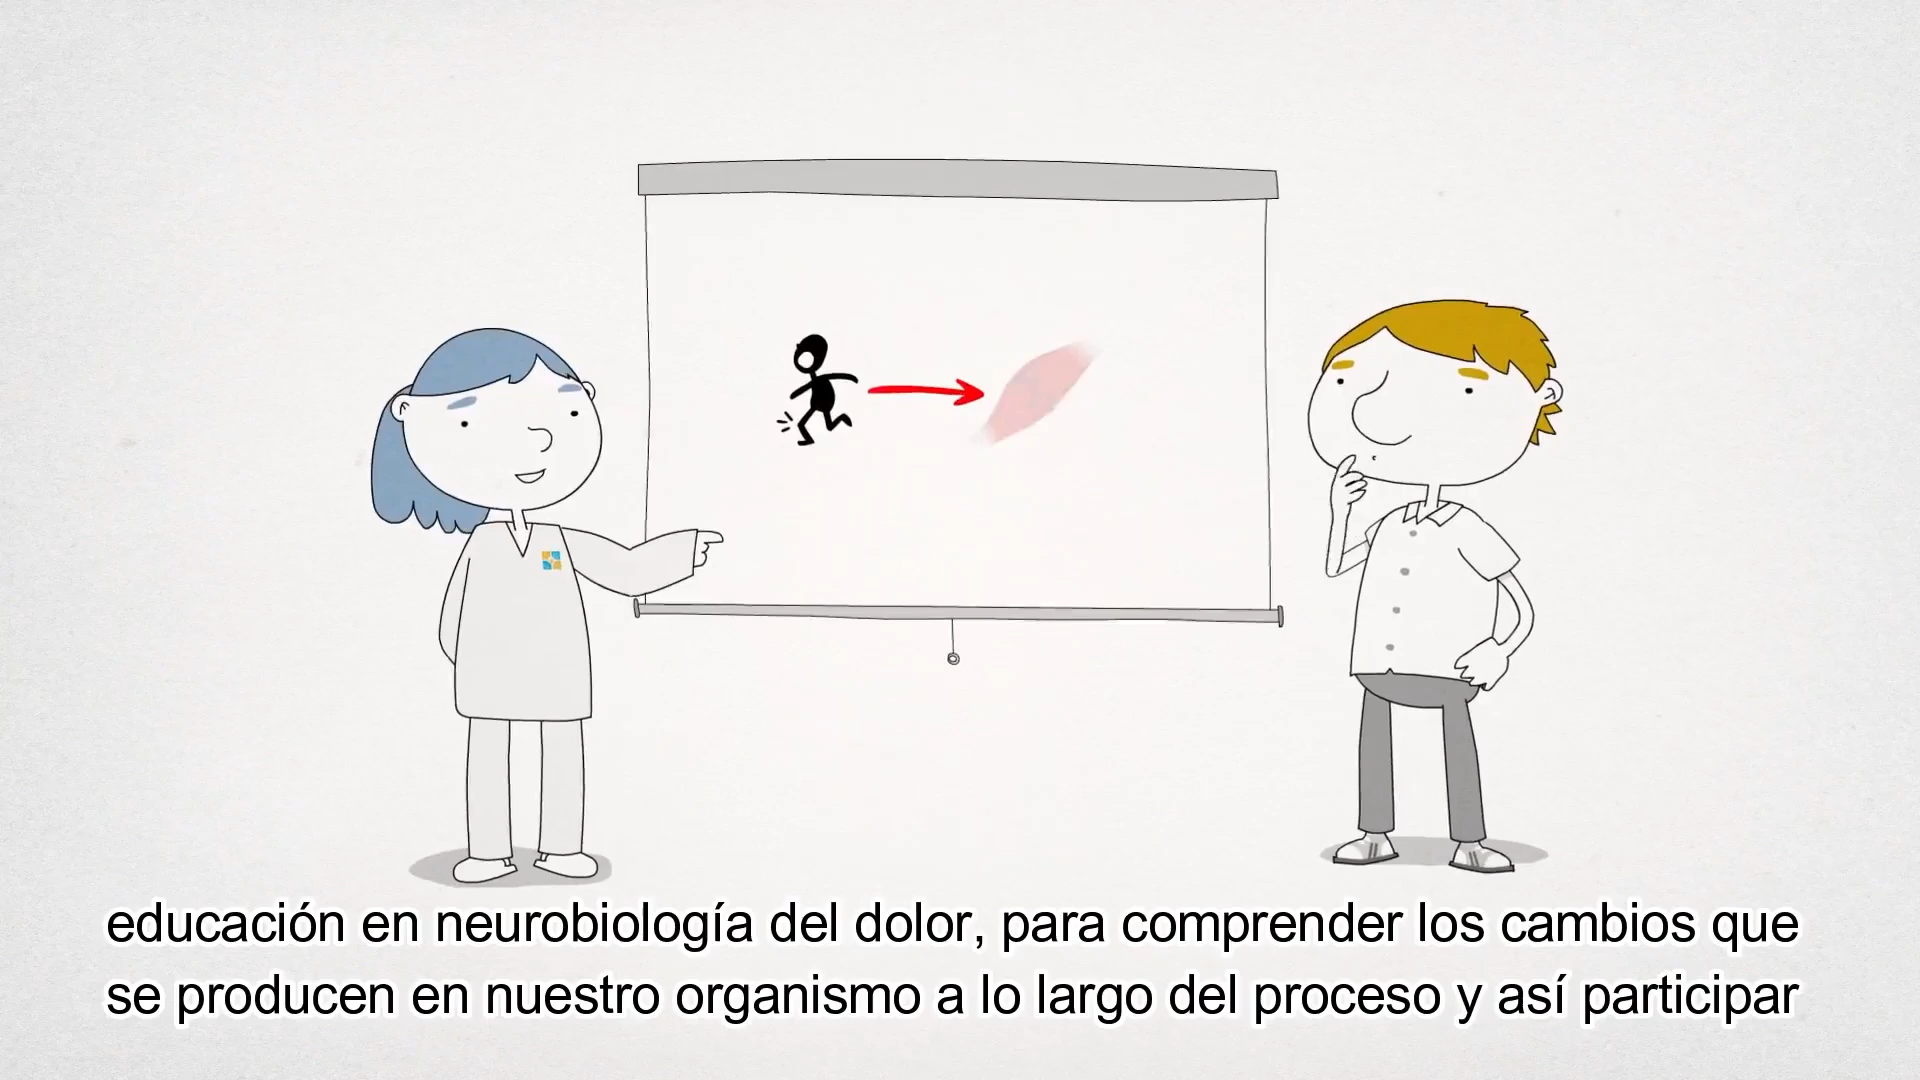 educación en neurobiología del dolor, para comprender los cambios que
se producen en nuestro organismo a lo largo del proceso y así participar